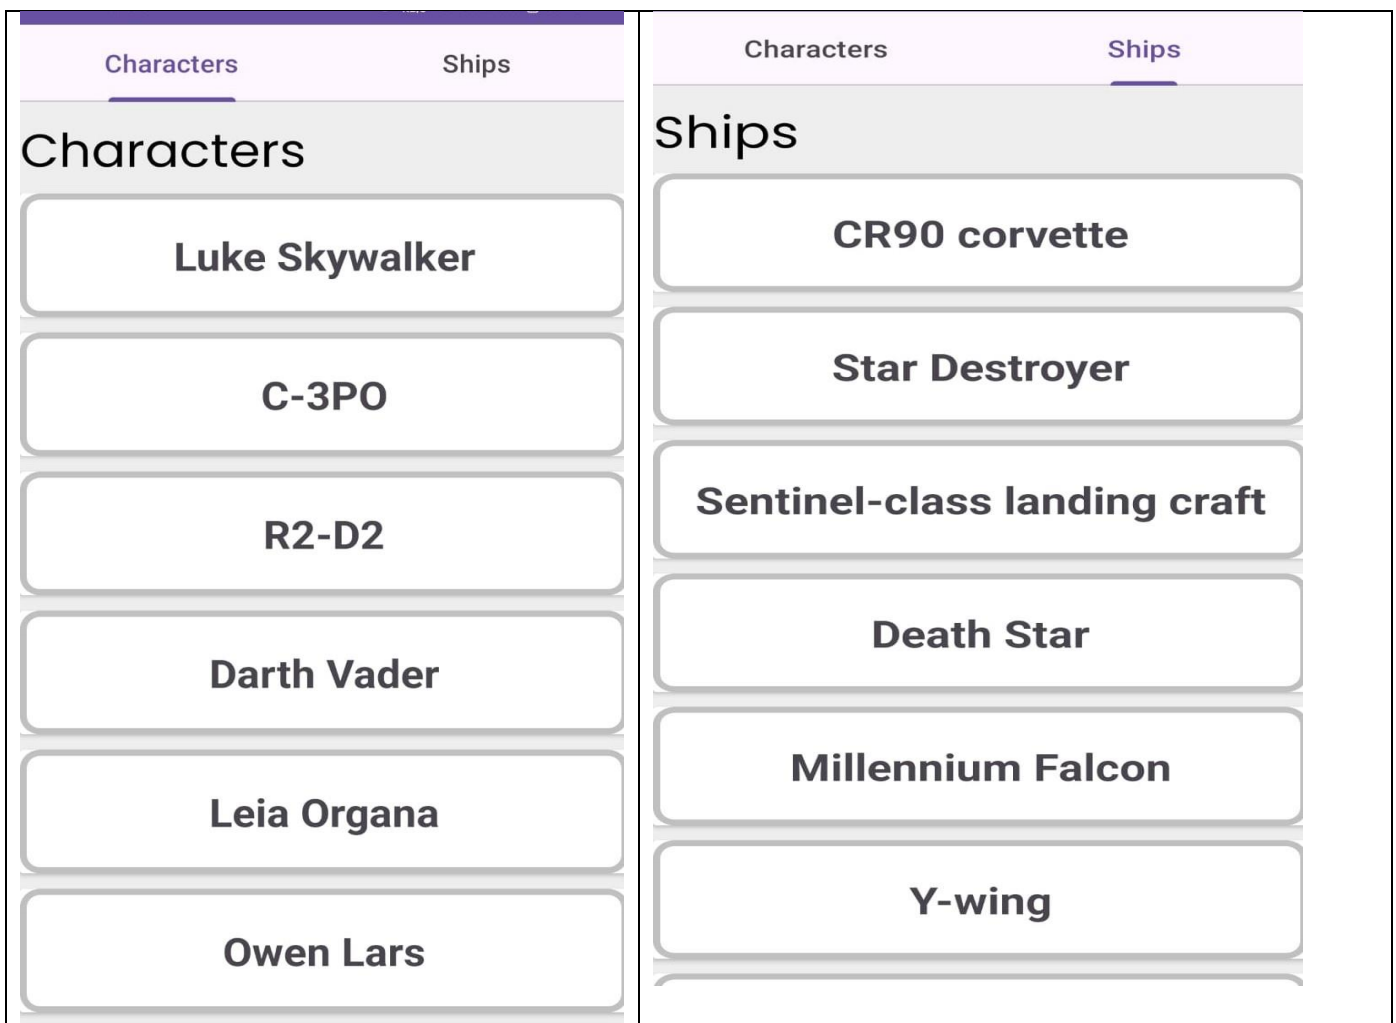 Characters Ships
Characters
Luke Skywalker
C-3PO
R2-D2
Darth Vader
Leia Organa
Owen Lars
Characters Ships
Ships
CR90 corvette
Star Destroyer
Sentinel-class landing craft
Death Star
Millennium Falcon
Y-wing